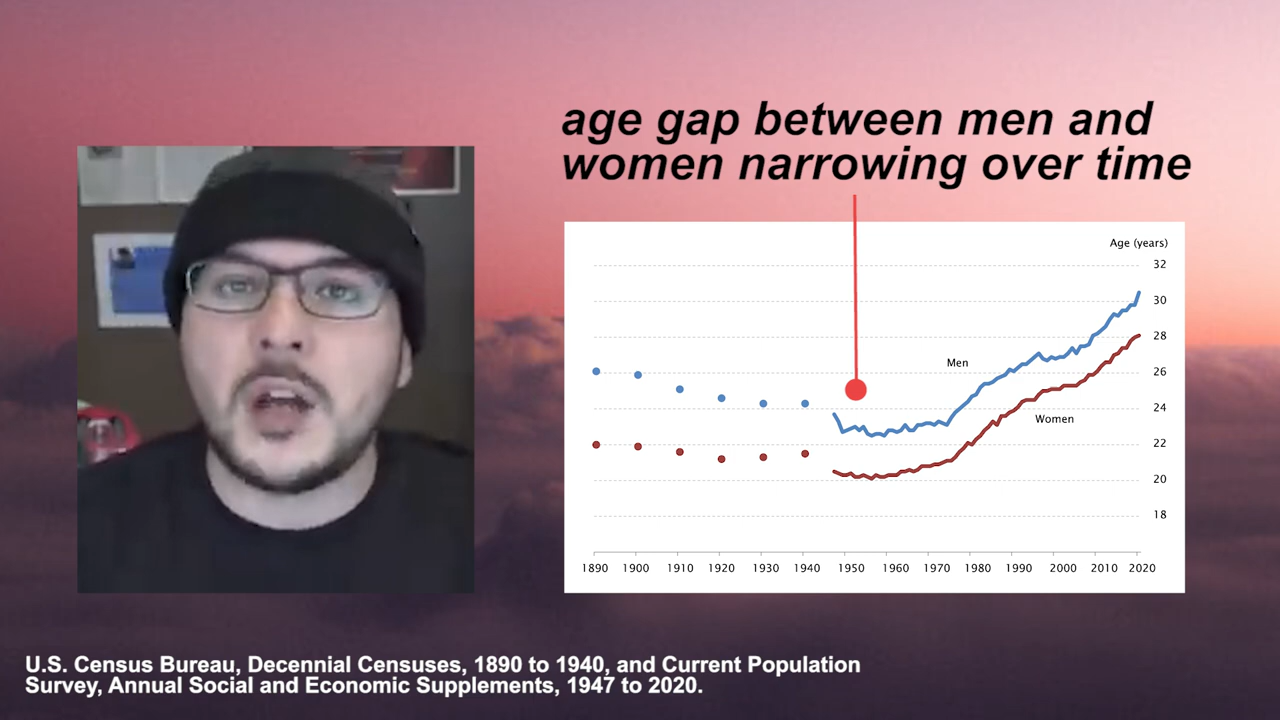 age gap between men and
women narrowing over time
Age (years)
32
30
28
26
24
22
20
18
Men
Women
1890 1900 1910 1920 1930 1940 1950 1960 1970 1980 1990 2000 2010 2020
U.S. Census Bureau, Decennial Censuses, 1890 to 1940, and Current Population
Survey, Annual Social and Economic Supplements, 1947 to 2020.